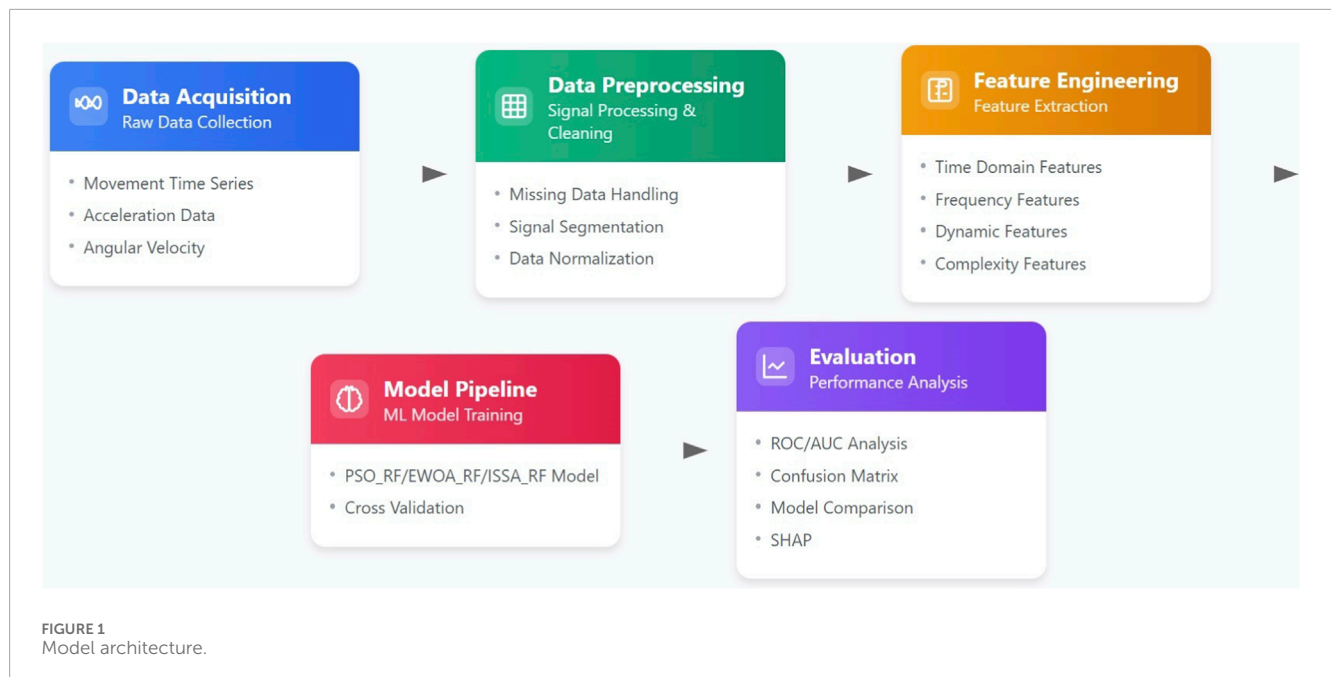 Data Acquisition
Raw Data Collection
• Movement Time Series
• Acceleration Data
• Angular Velocity
Data Preprocessing
Signal Processing &
Cleaning
• Missing Data Handling
• Signal Segmentation
• Data Normalization
Feature Engineering
Feature Extraction
• Time Domain Features
• Frequency Features
• Dynamic Features
• Complexity Features
Model Pipeline
ML Model Training
• PSO_RF/EWOA_RF/ISSA_RF Model
• Cross Validation
Evaluation
Performance Analysis
• ROC/AUC Analysis
• Confusion Matrix
• Model Comparison
• SHAP
FIGURE 1
Model architecture.